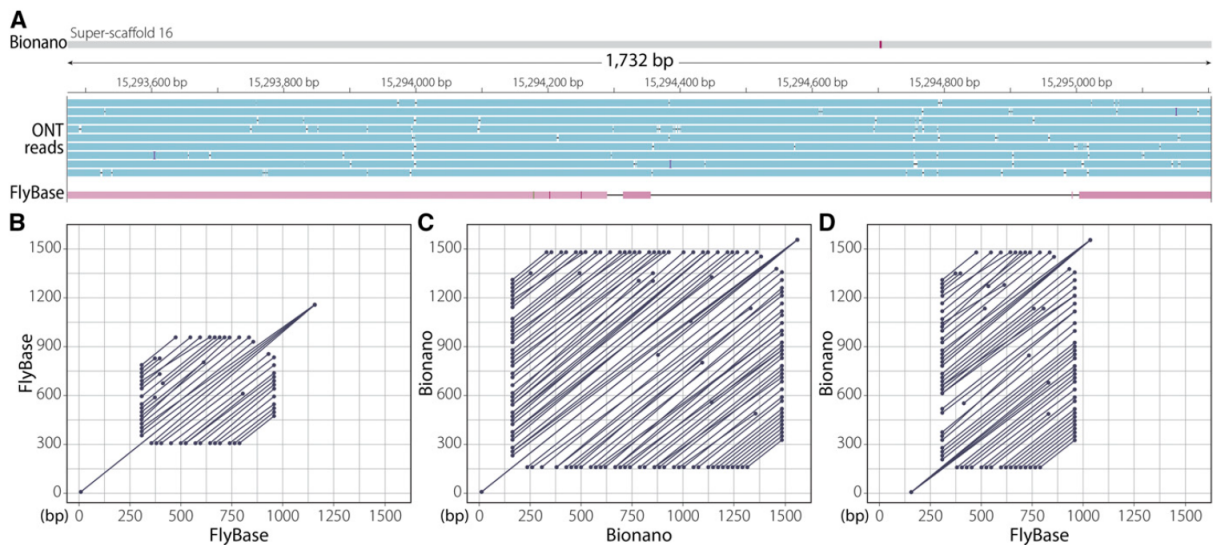 A
Super-scaffold 16
Bionano
1,732 bp
15,293,600 bp 15,293,800 bp 15,294,000 bp 15,294,200 bp 15,294,400 bp 15,294,600 bp 15,294,800 bp 15,295,000 bp
ONT
reads
FlyBase
B C D
1500 1500 1500
1200 1200 1200
900 900 900
600 600 600
300 300 300
0 0 0
FlyBase Bionano Bionano
(bp) 0 250 500 750 1000 1250 1500 (bp) 0 250 500 750 1000 1250 1500 (bp) 0 250 500 750 1000 1250 1500
FlyBase Bionano FlyBase